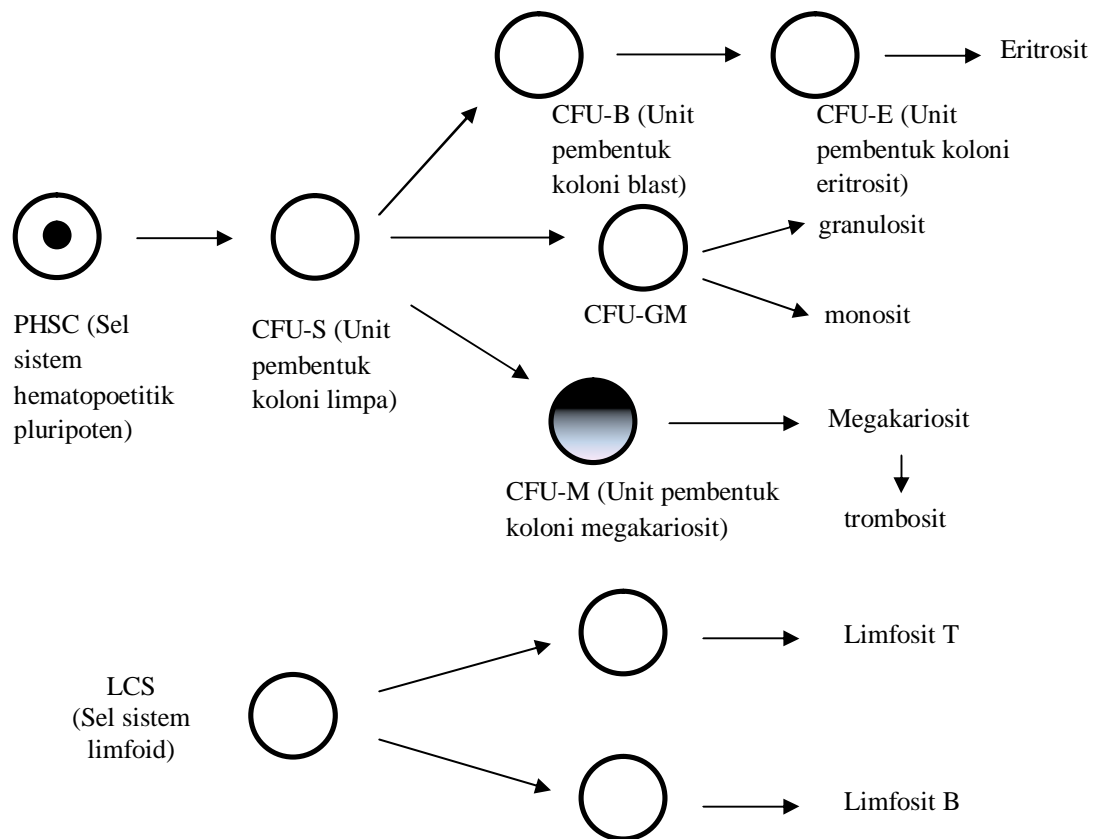 Eritrosit
CFU-B (Unit
pembentuk
koloni blast)
CFU-E (Unit
pembentuk koloni
eritrosit)
granulosit
CFU-GM
monosit
PHSC (Sel
sistem
hematopoetitik
pluripoten)
CFU-S (Unit
pembentuk
koloni limpa)
Megakariosit
CFU-M (Unit pembentuk
koloni megakariosit)
trombosit
LCS
(Sel sistem
limfoid)
Limfosit T
Limfosit B